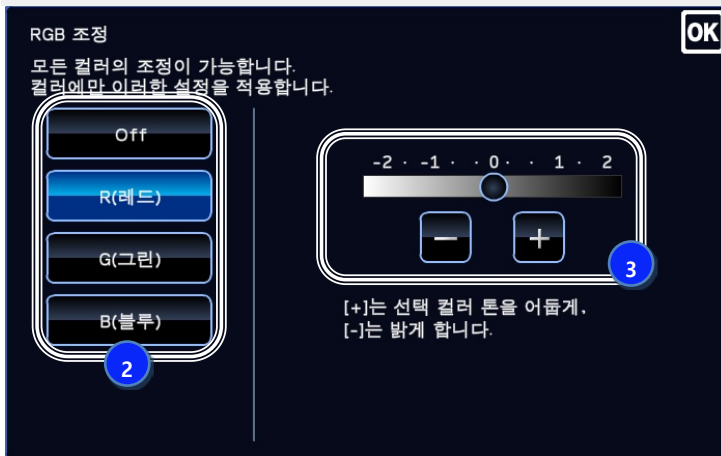 RGB 조정
OK
모든 컬러의 조정이 가능합니다.
컬러에만 이러한 설정을 적용합니다.
Off
R(레드)
G(그린)
B(블루)
2
-2 · -1 · · 0 · · 1 · 2
− +
3
[+]는 선택 컬러 톤을 어둡게,
[-]는 밝게 합니다.